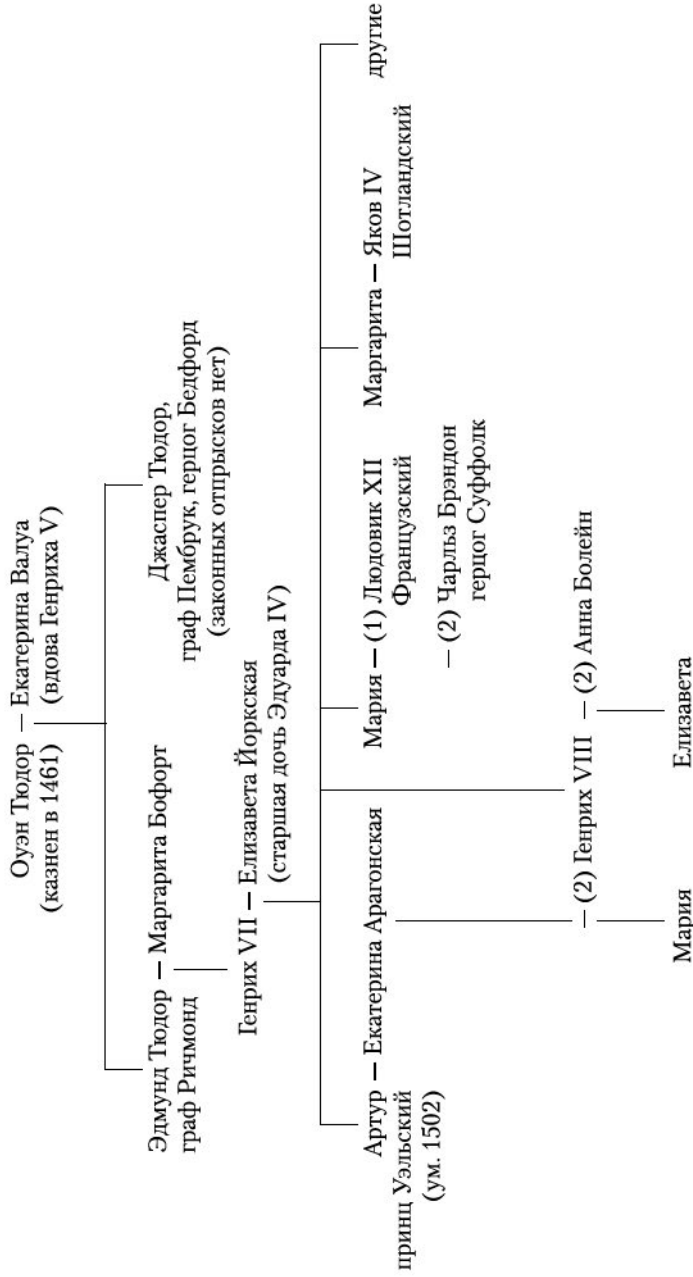 Оуэн Тюдор — Екатерина Валуа
(казнен в 1461) (вдова Генриха V)
Эдмунд Тюдор — Маргарита Бофорт
граф Ричмонд
Джаспер Тюдор,
граф Пембрук, герцог Бедфорд
(законных отпрысков нет)
Генрих VII — Елизавета Йоркская
(старшая дочь Эдуарда IV)
Артур — Екатерина Арагонская
принц Уэльский
(ум. 1502)
Мария — (1) Людовик XII
Французский
— (2) Чарльз Брэндон
герцог Суффолк
Маргарита — Яков IV
Шотландский
другие
— (2) Генрих VIII — (2) Анна Болейн
Мария
Елизавета